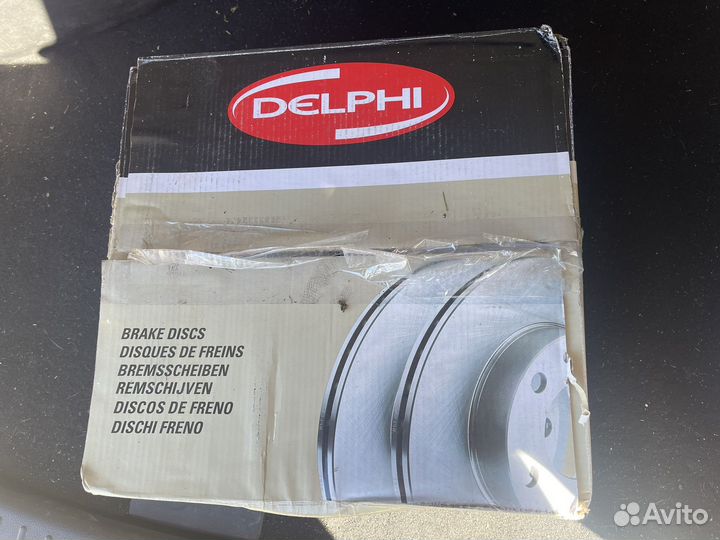 DELPHI
BRAKE DISCS
DISQUES DE FREINS
BREMSSCHEIBEN
REMSCHIJVEN
DISCOS DE FRENO
DISCHI FRENO
Avito